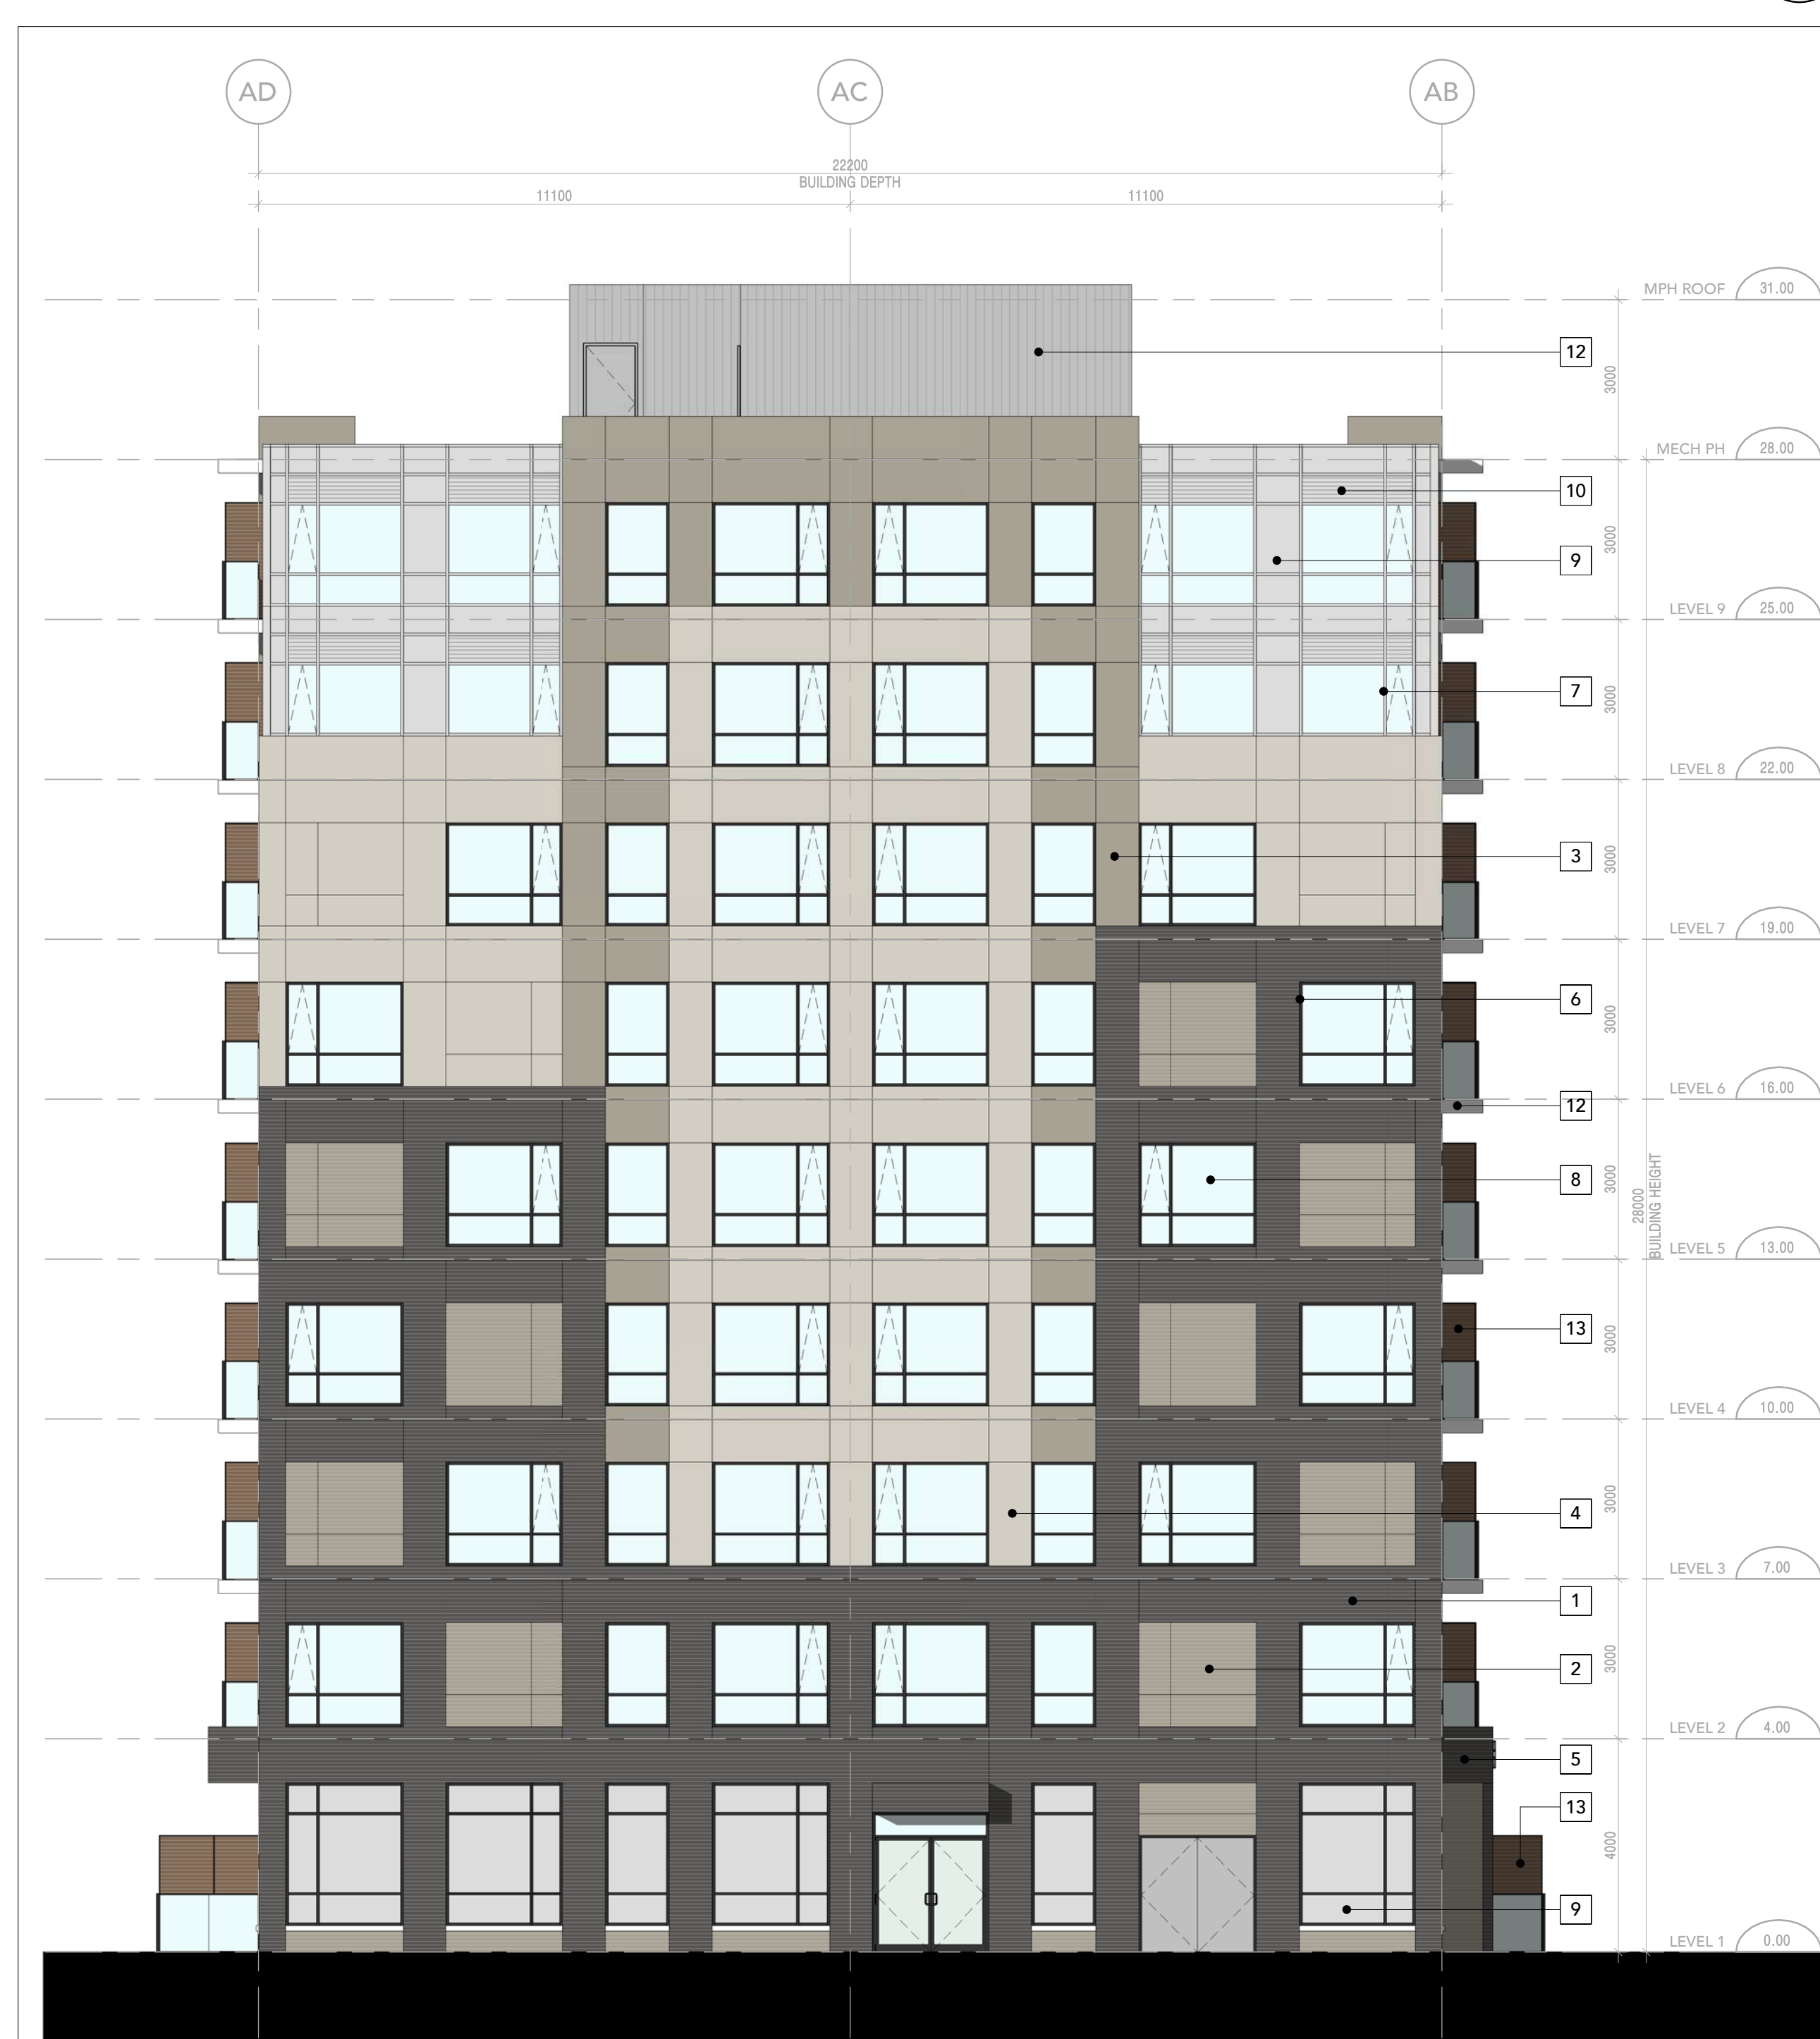 AD
AC
AB
22200
BUILDING DEPTH
11100
11100
MPH ROOF 31.00
12
3000
MECH PH 28.00
10
3000
9
LEVEL 9 25.00
7
3000
LEVEL 8 22.00
3
3000
LEVEL 7 19.00
6
3000
LEVEL 6 16.00
12
8
3000
28000
BUILDING HEIGHT
LEVEL 5 13.00
13
3000
LEVEL 4 10.00
4
3000
LEVEL 3 7.00
1
2
3000
LEVEL 2 4.00
5
13
4000
9
LEVEL 1 0.00